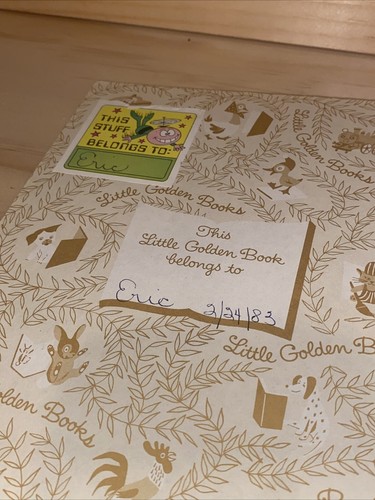 THIS
STUFF
BELONGS TO:
Eric
Little Golden Books
Little Golden Books
This
Little Golden Book
belongs to
Eric 2/24/83
Little Golden Books
Golden Books